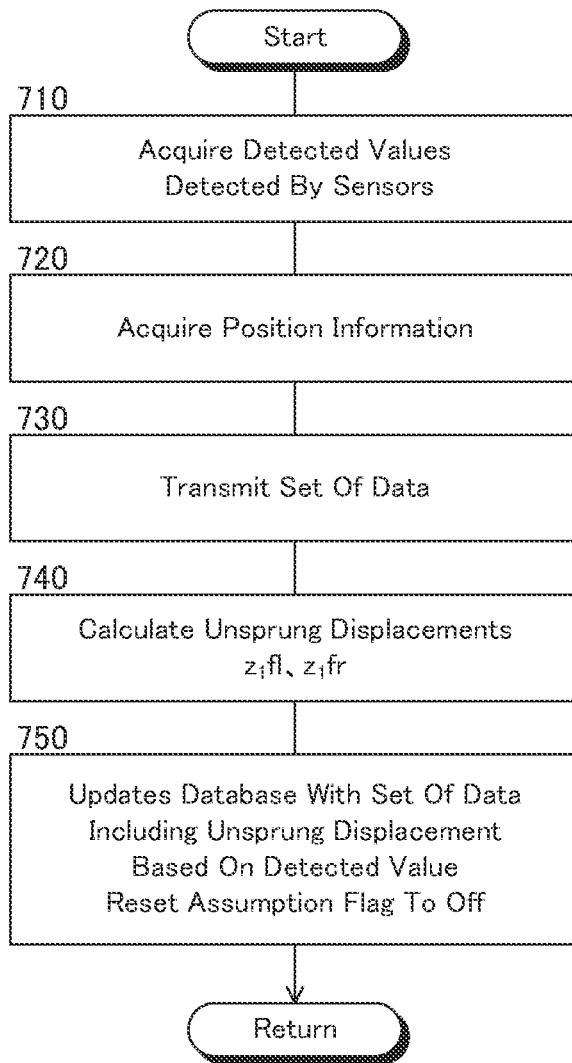 Start
710
Acquire Detected Values
Detected By Sensors
720
Acquire Position Information
730
Transmit Set Of Data
740
Calculate Unsprung Displacements
z₁fl、z₁fr
750
Updates Database With Set Of Data
Including Unsprung Displacement
Based On Detected Value
Reset Assumption Flag To Off
Return